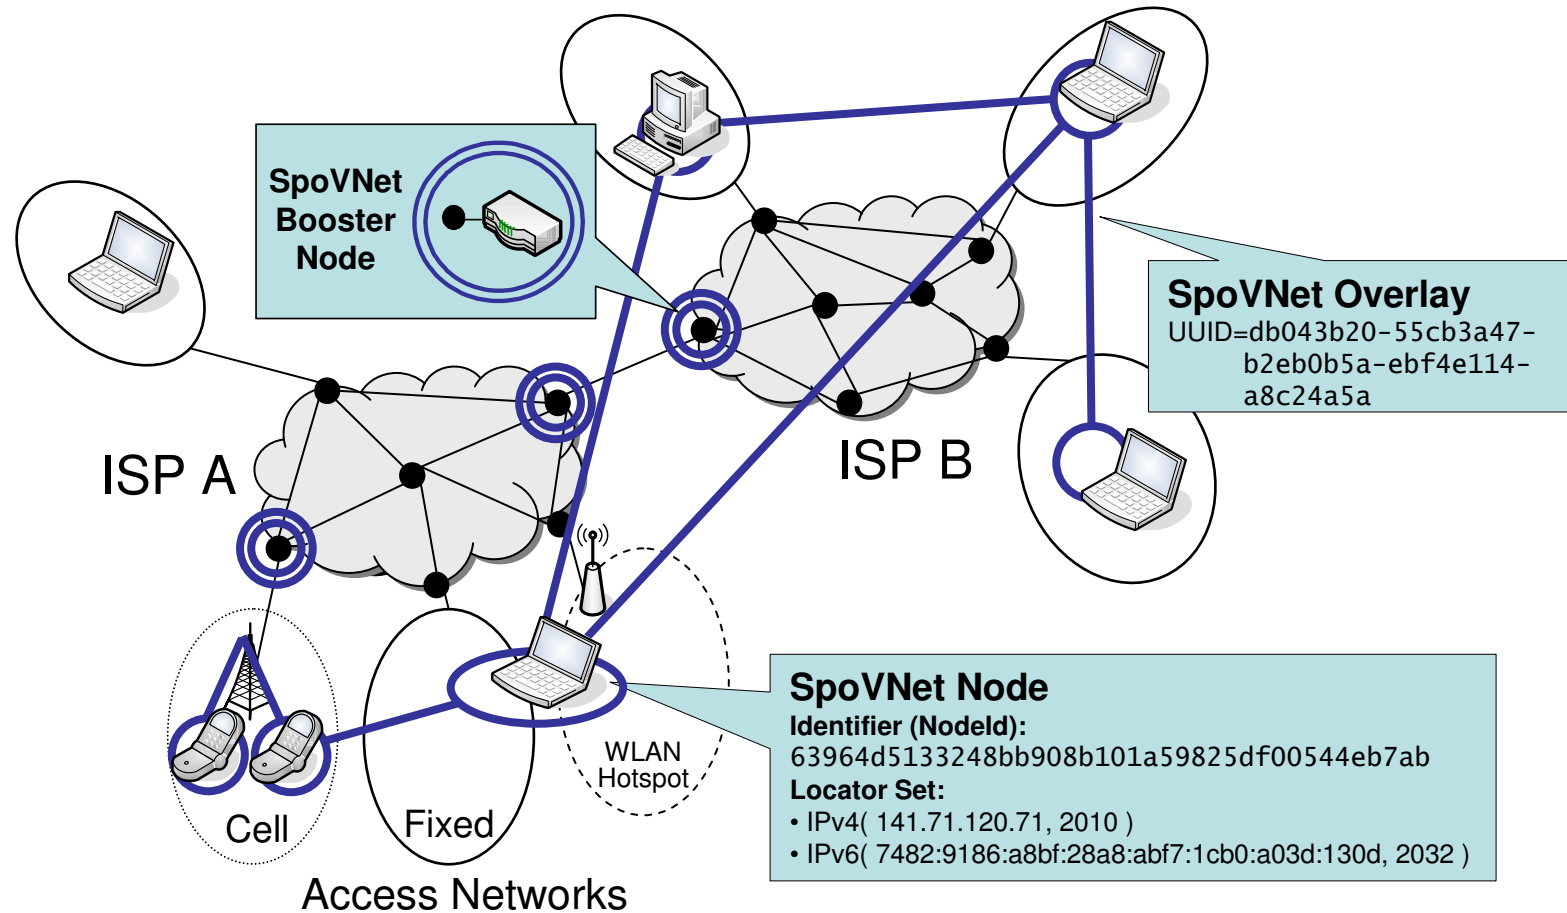 SpoVNet
Booster
Node
SpoVNet Overlay
UUID=db043b20-55cb3a47-
b2eb0b5a-ebf4e114-
a8c24a5a
ISP A
ISP B
SpoVNet Node
Identifier (NodeId):
63964d5133248bb908b101a59825df00544eb7ab
Locator Set:
• IPv4( 141.71.120.71, 2010 )
• IPv6( 7482:9186:a8bf:28a8:abf7:1cb0:a03d:130d, 2032 )
WLAN
Hotspot
Cell
Fixed
Access Networks